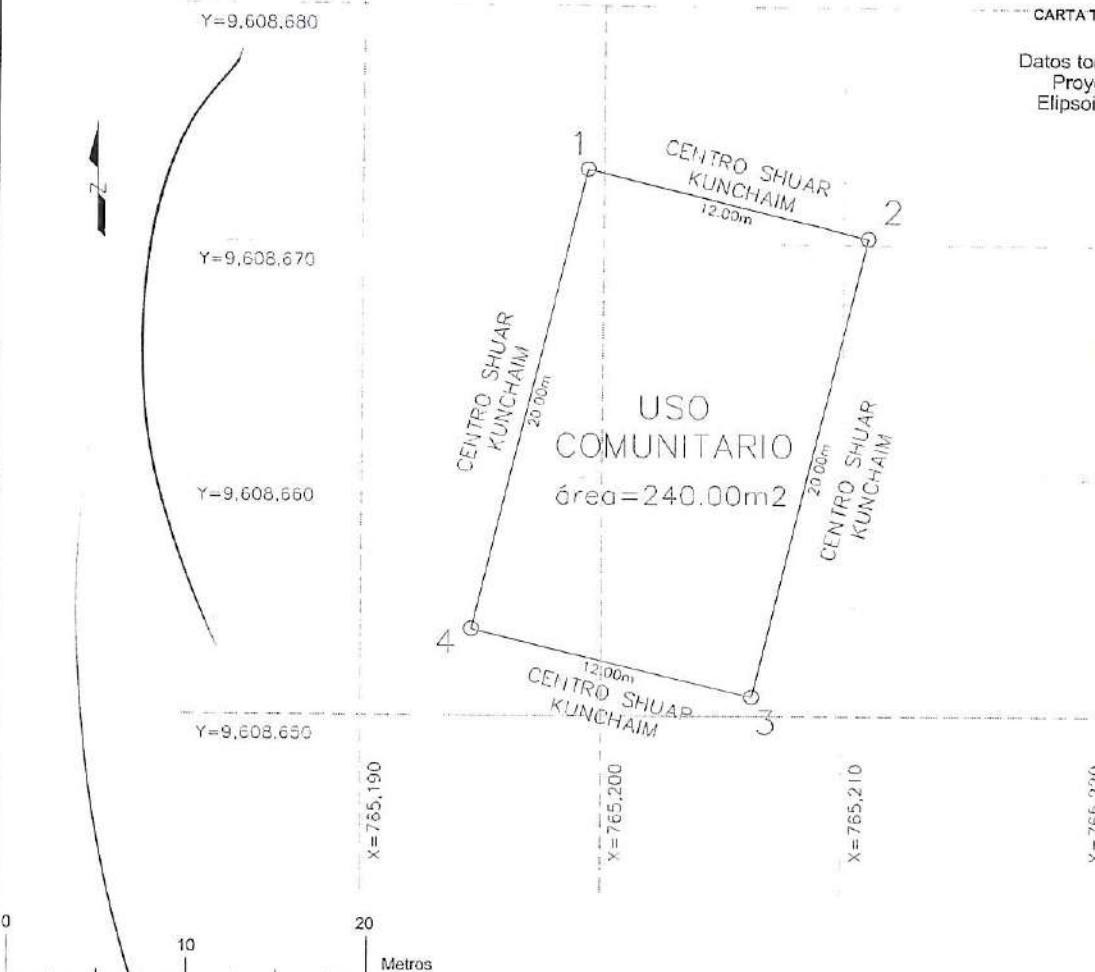 Y=9,608,680
CARTA T
Datos to
Proy
Elipsoi
1
CENTRO SHUAR
KUNCHAIM
12.00m
2
Y=9,608,670
Z
CENTRO SHUAR
KUNCHAIM
20.00m
USO
COMUNITARIO
área=240.00m2
20.00m
CENTRO SHUAR
KUNCHAIM
Y=9,608,660
4
12.00m
CENTRO SHUAR
KUNCHAIM
3
Y=9,608,650
X=765,190
X=765,200
X=765,210
0
10
20
Metros